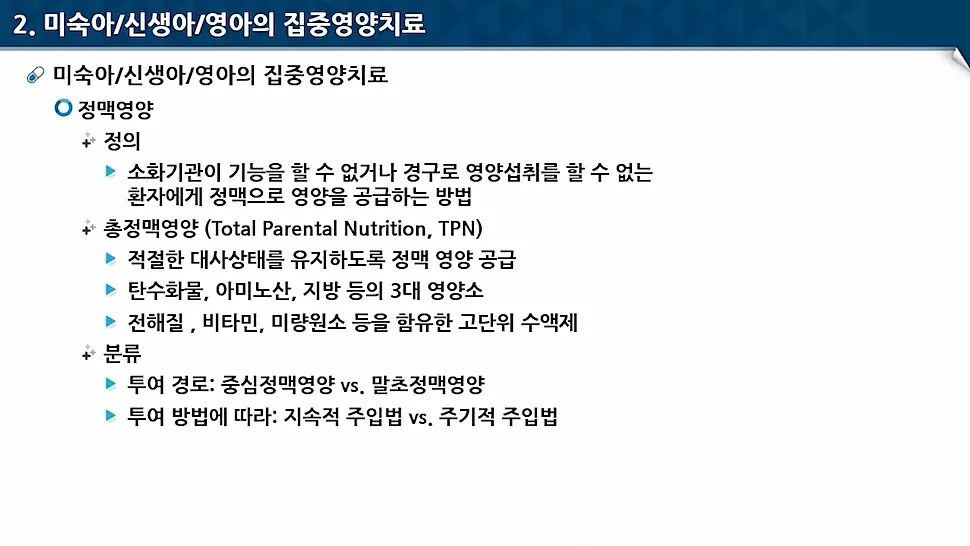 2. 미숙아/신생아/영아의 집중영양치료
미숙아/신생아/영아의 집중영양치료
정맥영양
정의
소화기관이 기능을 할 수 없거나 경구로 영양섭취를 할 수 없는
환자에게 정맥으로 영양을 공급하는 방법
총정맥영양 (Total Parental Nutrition, TPN)
적절한 대사상태를 유지하도록 정맥 영양 공급
탄수화물, 아미노산, 지방 등의 3대 영양소
전해질 , 비타민, 미량원소 등을 함유한 고단위 수액제
분류
투여 경로: 중심정맥영양 vs. 말초정맥영양
투여 방법에 따라: 지속적 주입법 vs. 주기적 주입법